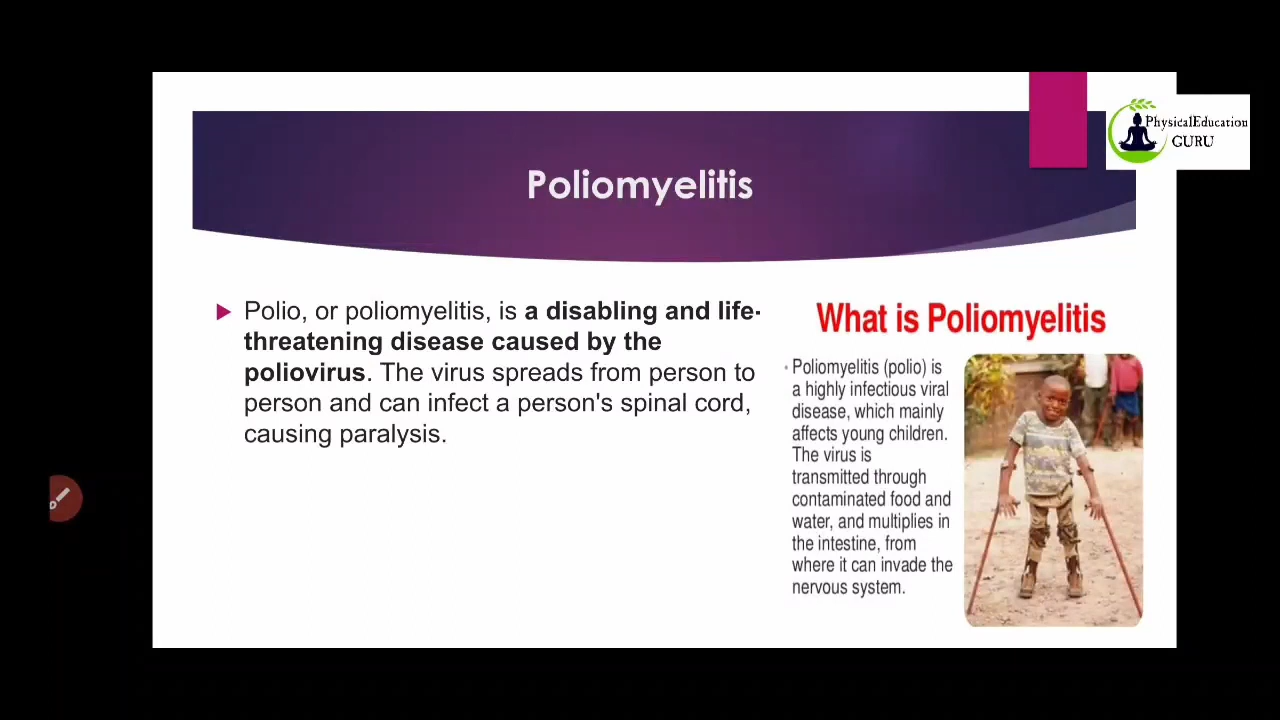 Poliomyelitis
PhysicalEducation
GURU
Polio, or poliomyelitis, is a disabling and life-
threatening disease caused by the
poliovirus. The virus spreads from person to
person and can infect a person's spinal cord,
causing paralysis.
What is Poliomyelitis
• Poliomyelitis (polio) is
a highly infectious viral
disease, which mainly
affects young children.
The virus is
transmitted through
contaminated food and
water, and multiplies in
the intestine, from
where it can invade the
nervous system.